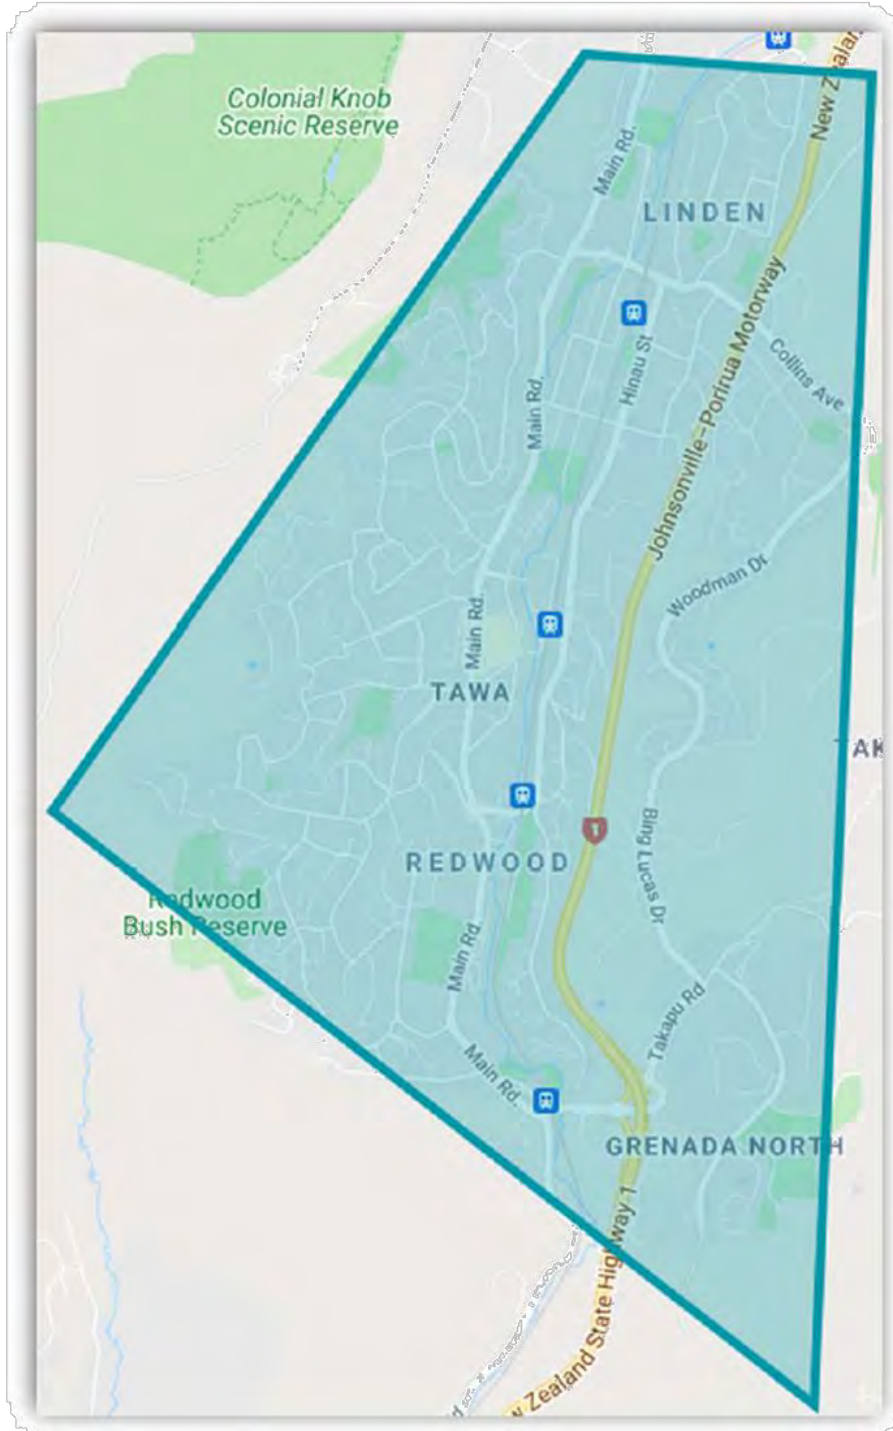 Colonial Knob
Scenic Reserve
New Zealan
Main Rd.
LINDEN
Johnsonville-Porirua Motorway
Collins Ave
Hinau St
Main Rd.
Woodman Dr
Main Rd.
TAWA
TAK
1
Bing Lucas Dr
REDWOOD
Redwood
Bush Reserve
Main Rd
Takapu Rd
Main Rd.
GRENADA NORTH
w Zealand State Highway 1
d